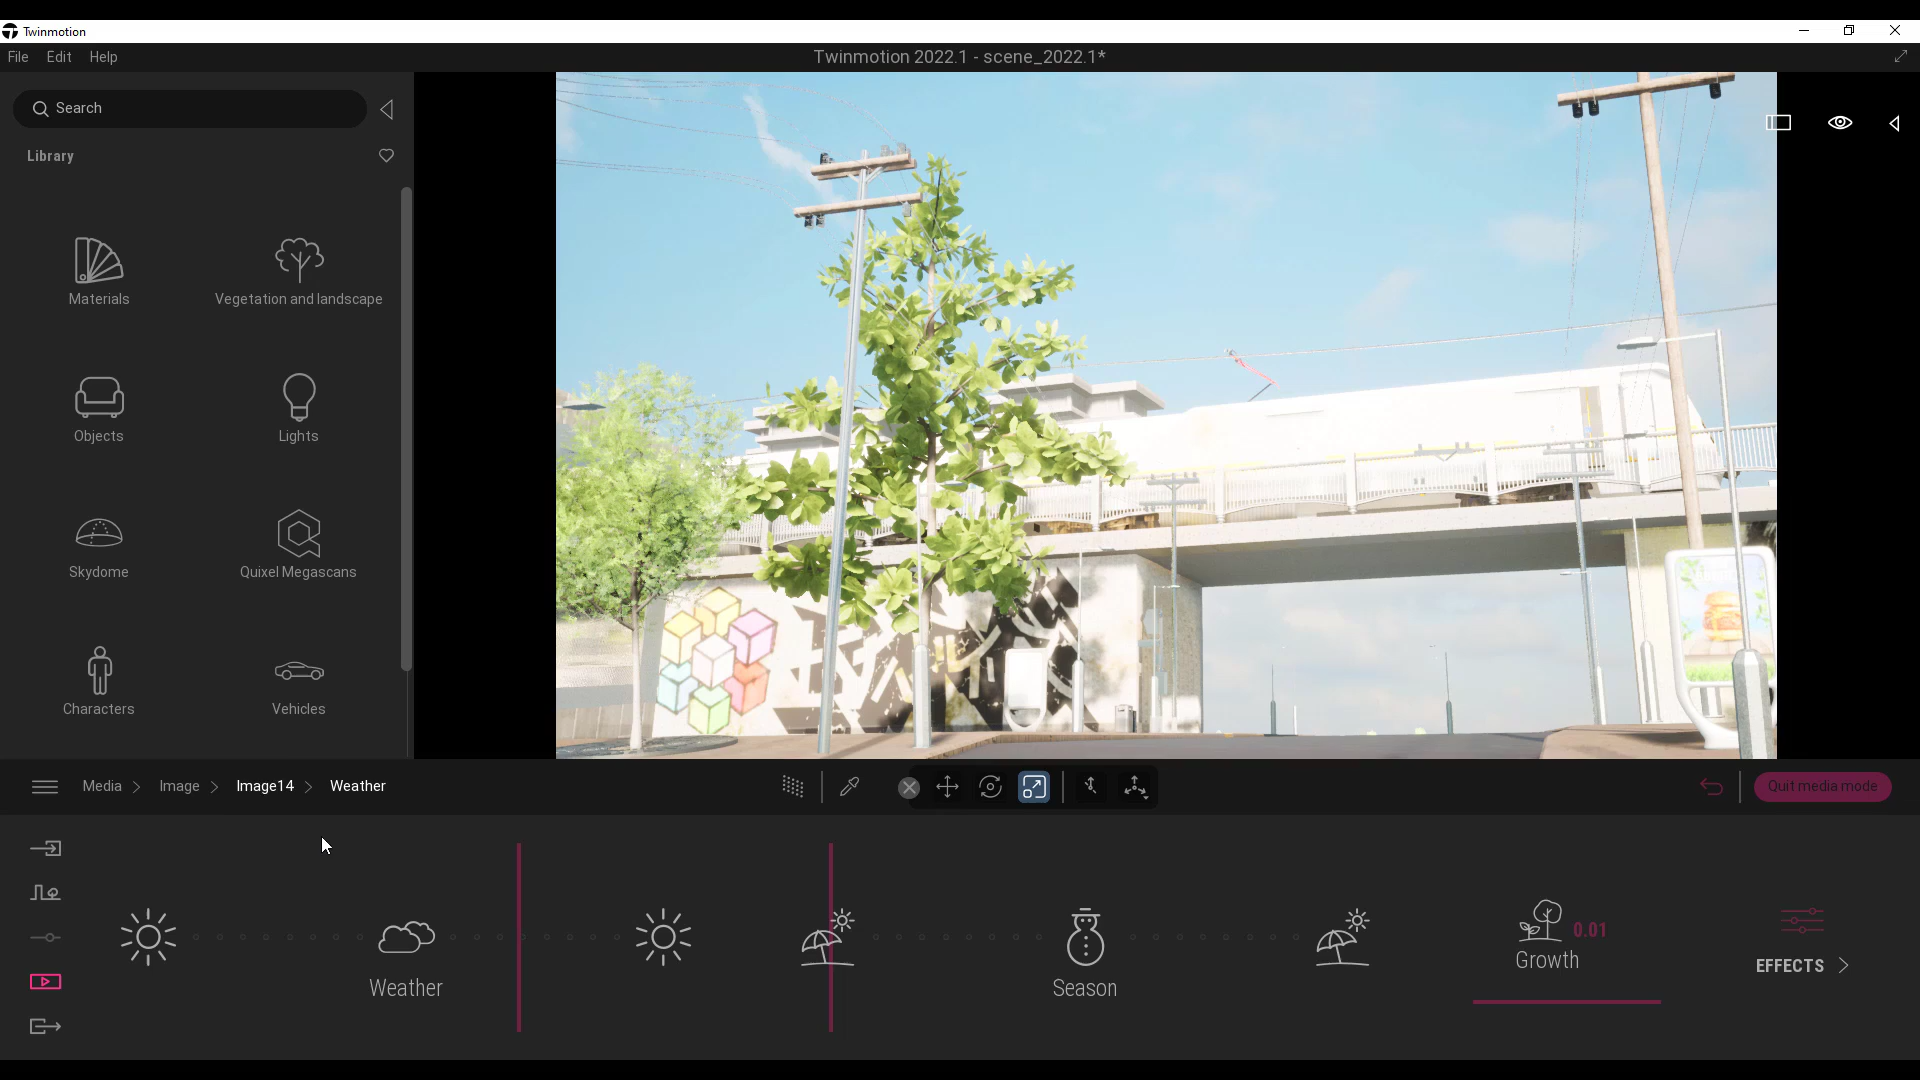 Twinmotion
File Edit Help
Twinmotion 2022.1 - scene_2022.1*
Search
Library
Materials
Vegetation and landscape
Objects
Lights
Skydome
Quixel Megascans
Characters
Vehicles
Media
Image
Image14
Weather
Quit media mode
Weather
Season
0.01
Growth
EFFECTS